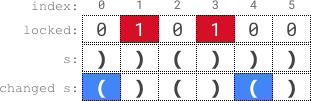 index: 0 1 2 3 4 5
locked: 0 1 0 1 0 0
s: ) ) ( ) ) )
changed s: ( ) ( ) ( )